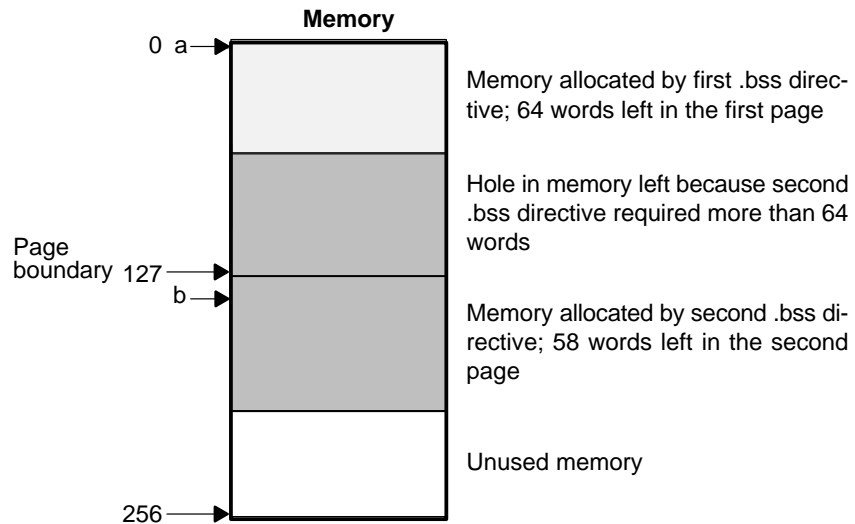 Memory
0 a
Memory allocated by first .bss direc-
tive; 64 words left in the first page
Hole in memory left because second
.bss directive required more than 64
words
Page
boundary 127
b
Memory allocated by second .bss di-
rective; 58 words left in the second
page
Unused memory
256